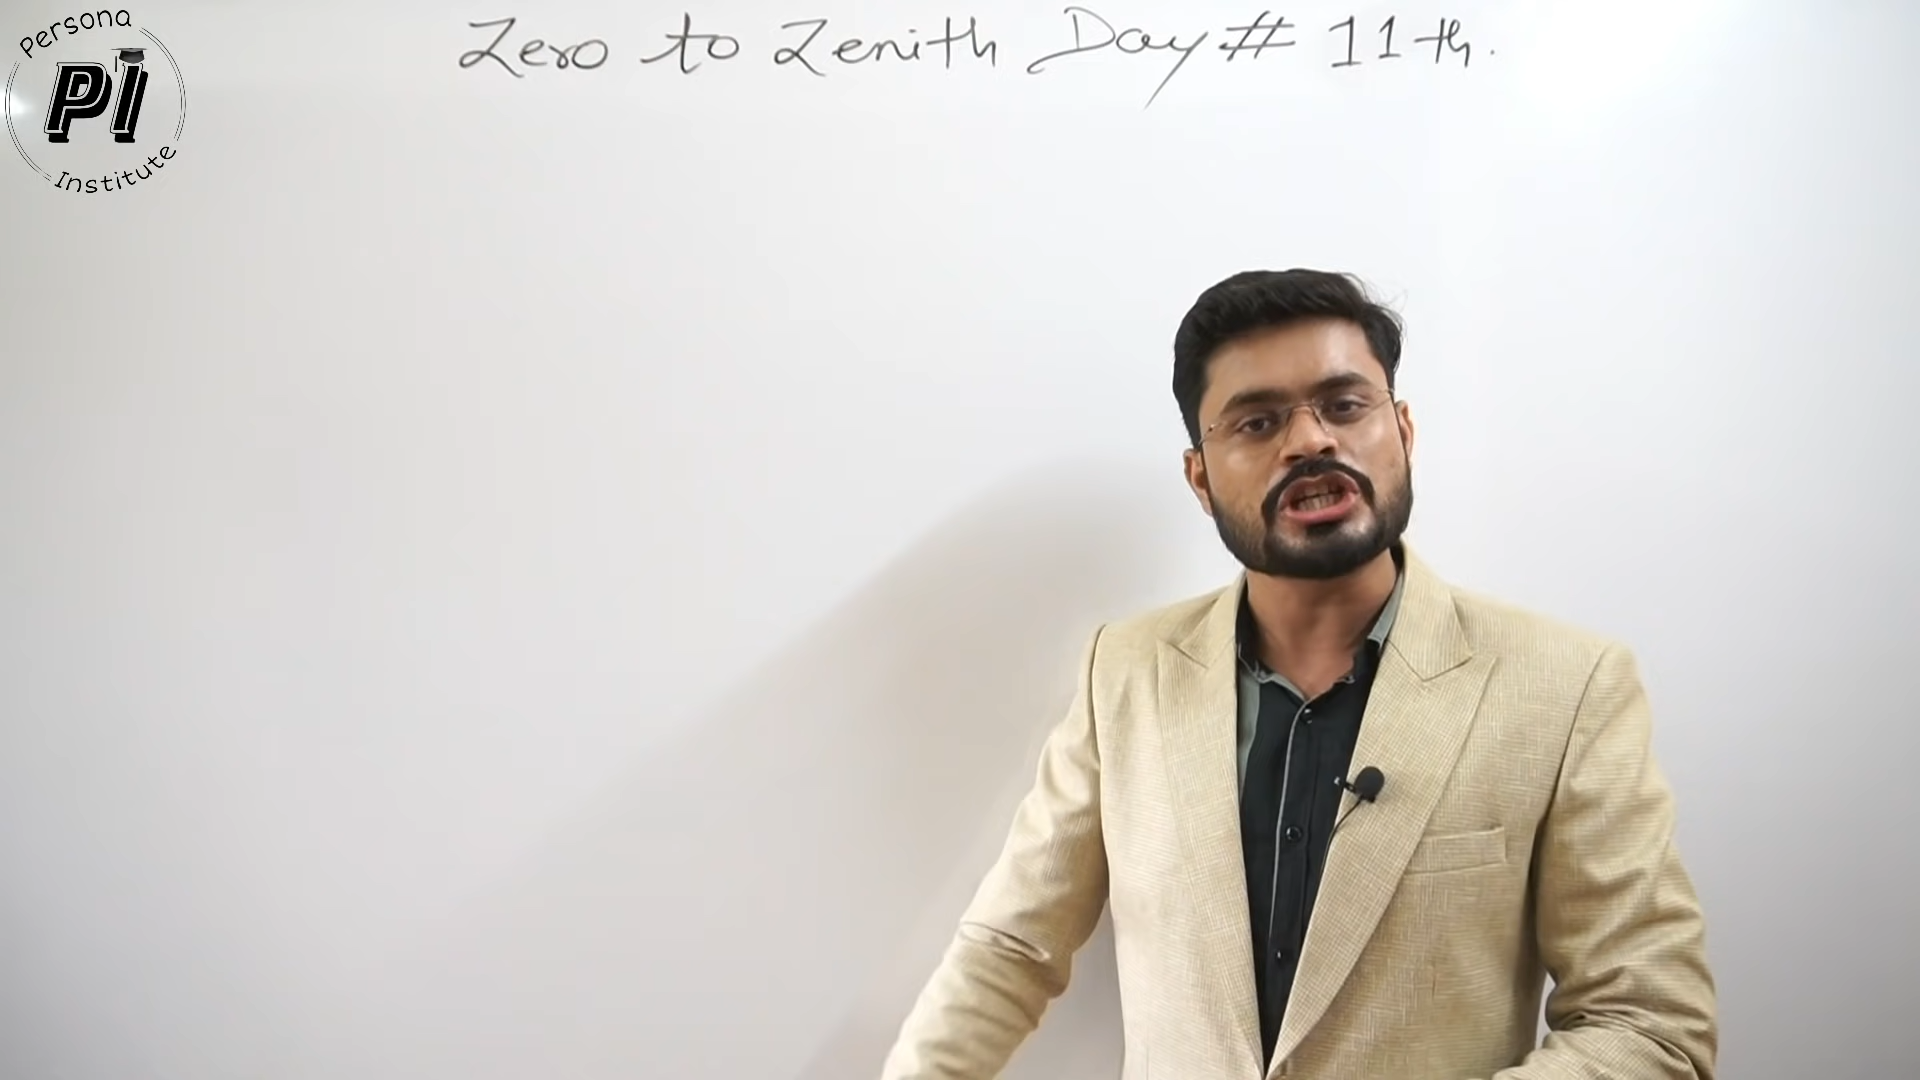 Persona
PI
Institute
Zero to Zenith Day # 11th.